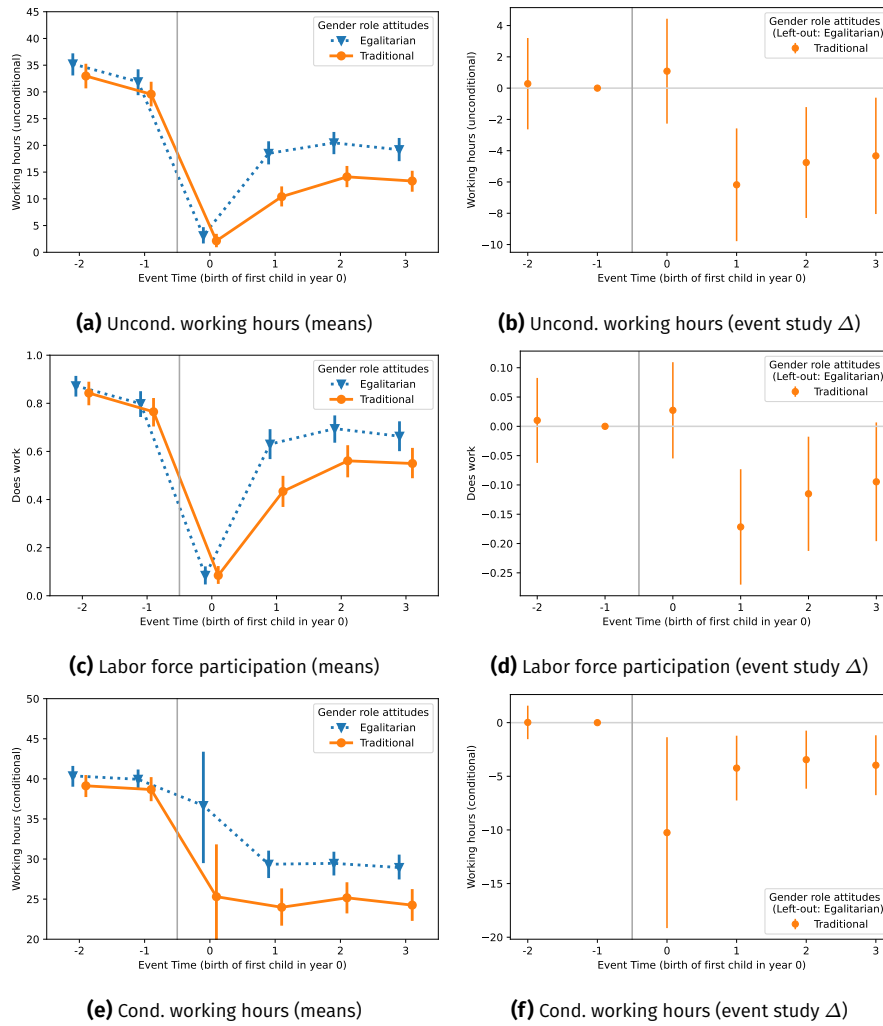 45
40
35
30
25
20
15
10
5
0
Working hours (unconditional)
Gender role attitudes
Egalitarian
Traditional
-2 -1 0 1 2 3
Event Time (birth of first child in year 0)
(a) Uncond. working hours (means)
4
2
0
−2
−4
−6
−8
−10
Working hours (unconditional)
Gender role attitudes
(Left-out: Egalitarian)
Traditional
-2 -1 0 1 2 3
Event Time (birth of first child in year 0)
(b) Uncond. working hours (event study Δ)
1.0
0.8
0.6
0.4
0.2
0.0
Does work
Gender role attitudes
Egalitarian
Traditional
-2 -1 0 1 2 3
Event Time (birth of first child in year 0)
(c) Labor force participation (means)
0.10
0.05
0.00
−0.05
−0.10
−0.15
−0.20
−0.25
Does work
Gender role attitudes
(Left-out: Egalitarian)
Traditional
-2 -1 0 1 2 3
Event Time (birth of first child in year 0)
(d) Labor force participation (event study Δ)
50
45
40
35
30
25
20
Working hours (conditional)
Gender role attitudes
Egalitarian
Traditional
-2 -1 0 1 2 3
Event Time (birth of first child in year 0)
(e) Cond. working hours (means)
0
−5
−10
−15
−20
Working hours (conditional)
Gender role attitudes
(Left-out: Egalitarian)
Traditional
-2 -1 0 1 2 3
Event Time (birth of first child in year 0)
(f) Cond. working hours (event study Δ)